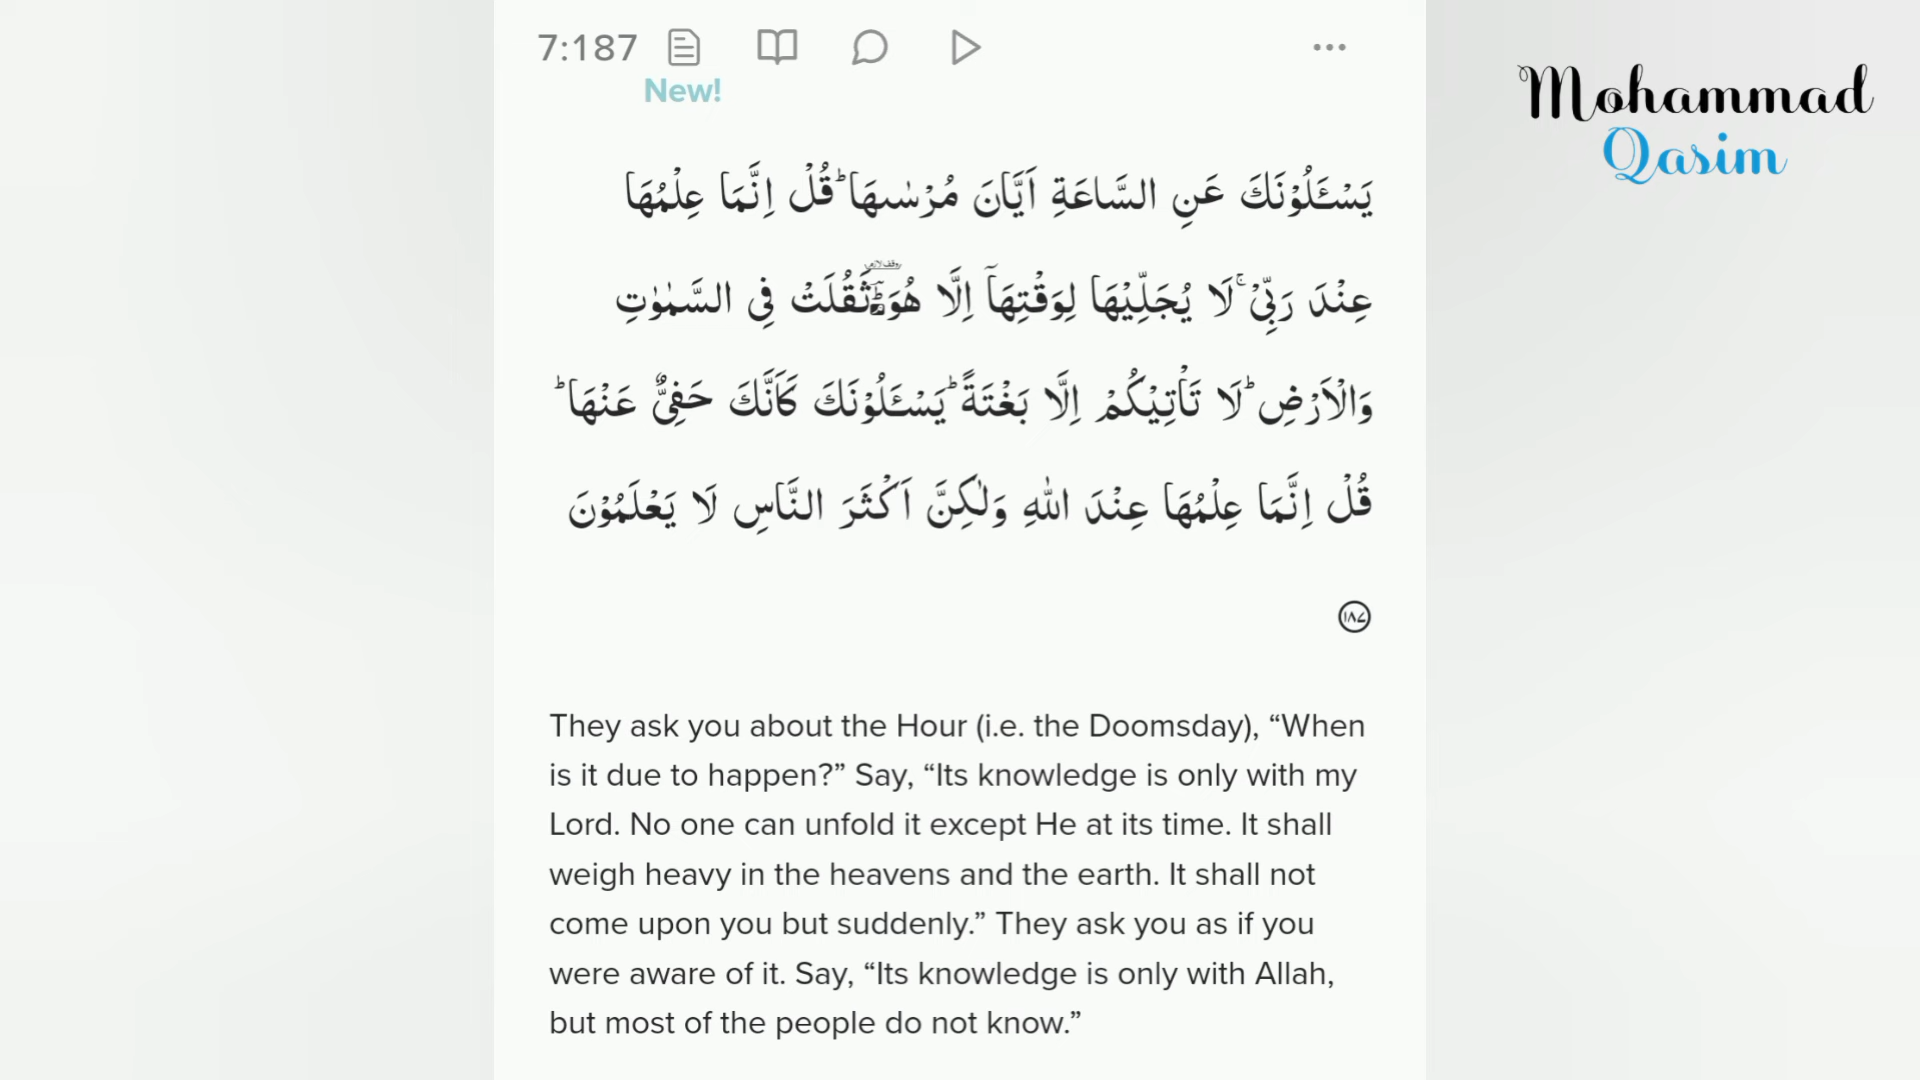 7:187
New!
Mohammad
Qasim
يَسْـَٔلُوْنَكَ عَنِ السَّاعَةِ اَيَّانَ مُرْسٰىهَا ؕ قُلْ اِنَّمَا عِلْمُهَا
عِنْدَ رَبِّیْ ۚ لَا يُجَلِّيْهَا لِوَقْتِهَاۤ اِلَّا هُوَ ؕ ثَقُلَتْ فِی السَّمٰوٰتِ
وَالْاَرْضِ ؕ لَا تَاْتِيْكُمْ اِلَّا بَغْتَةً ؕ يَسْـَٔلُوْنَكَ كَاَنَّكَ حَفِیٌّ عَنْهَا ؕ
قُلْ اِنَّمَا عِلْمُهَا عِنْدَ اللّٰهِ وَلٰكِنَّ اَكْثَرَ النَّاسِ لَا يَعْلَمُوْنَ
۱۸۷
They ask you about the Hour (i.e. the Doomsday), “When
is it due to happen?” Say, “Its knowledge is only with my
Lord. No one can unfold it except He at its time. It shall
weigh heavy in the heavens and the earth. It shall not
come upon you but suddenly.” They ask you as if you
were aware of it. Say, “Its knowledge is only with Allah,
but most of the people do not know.”